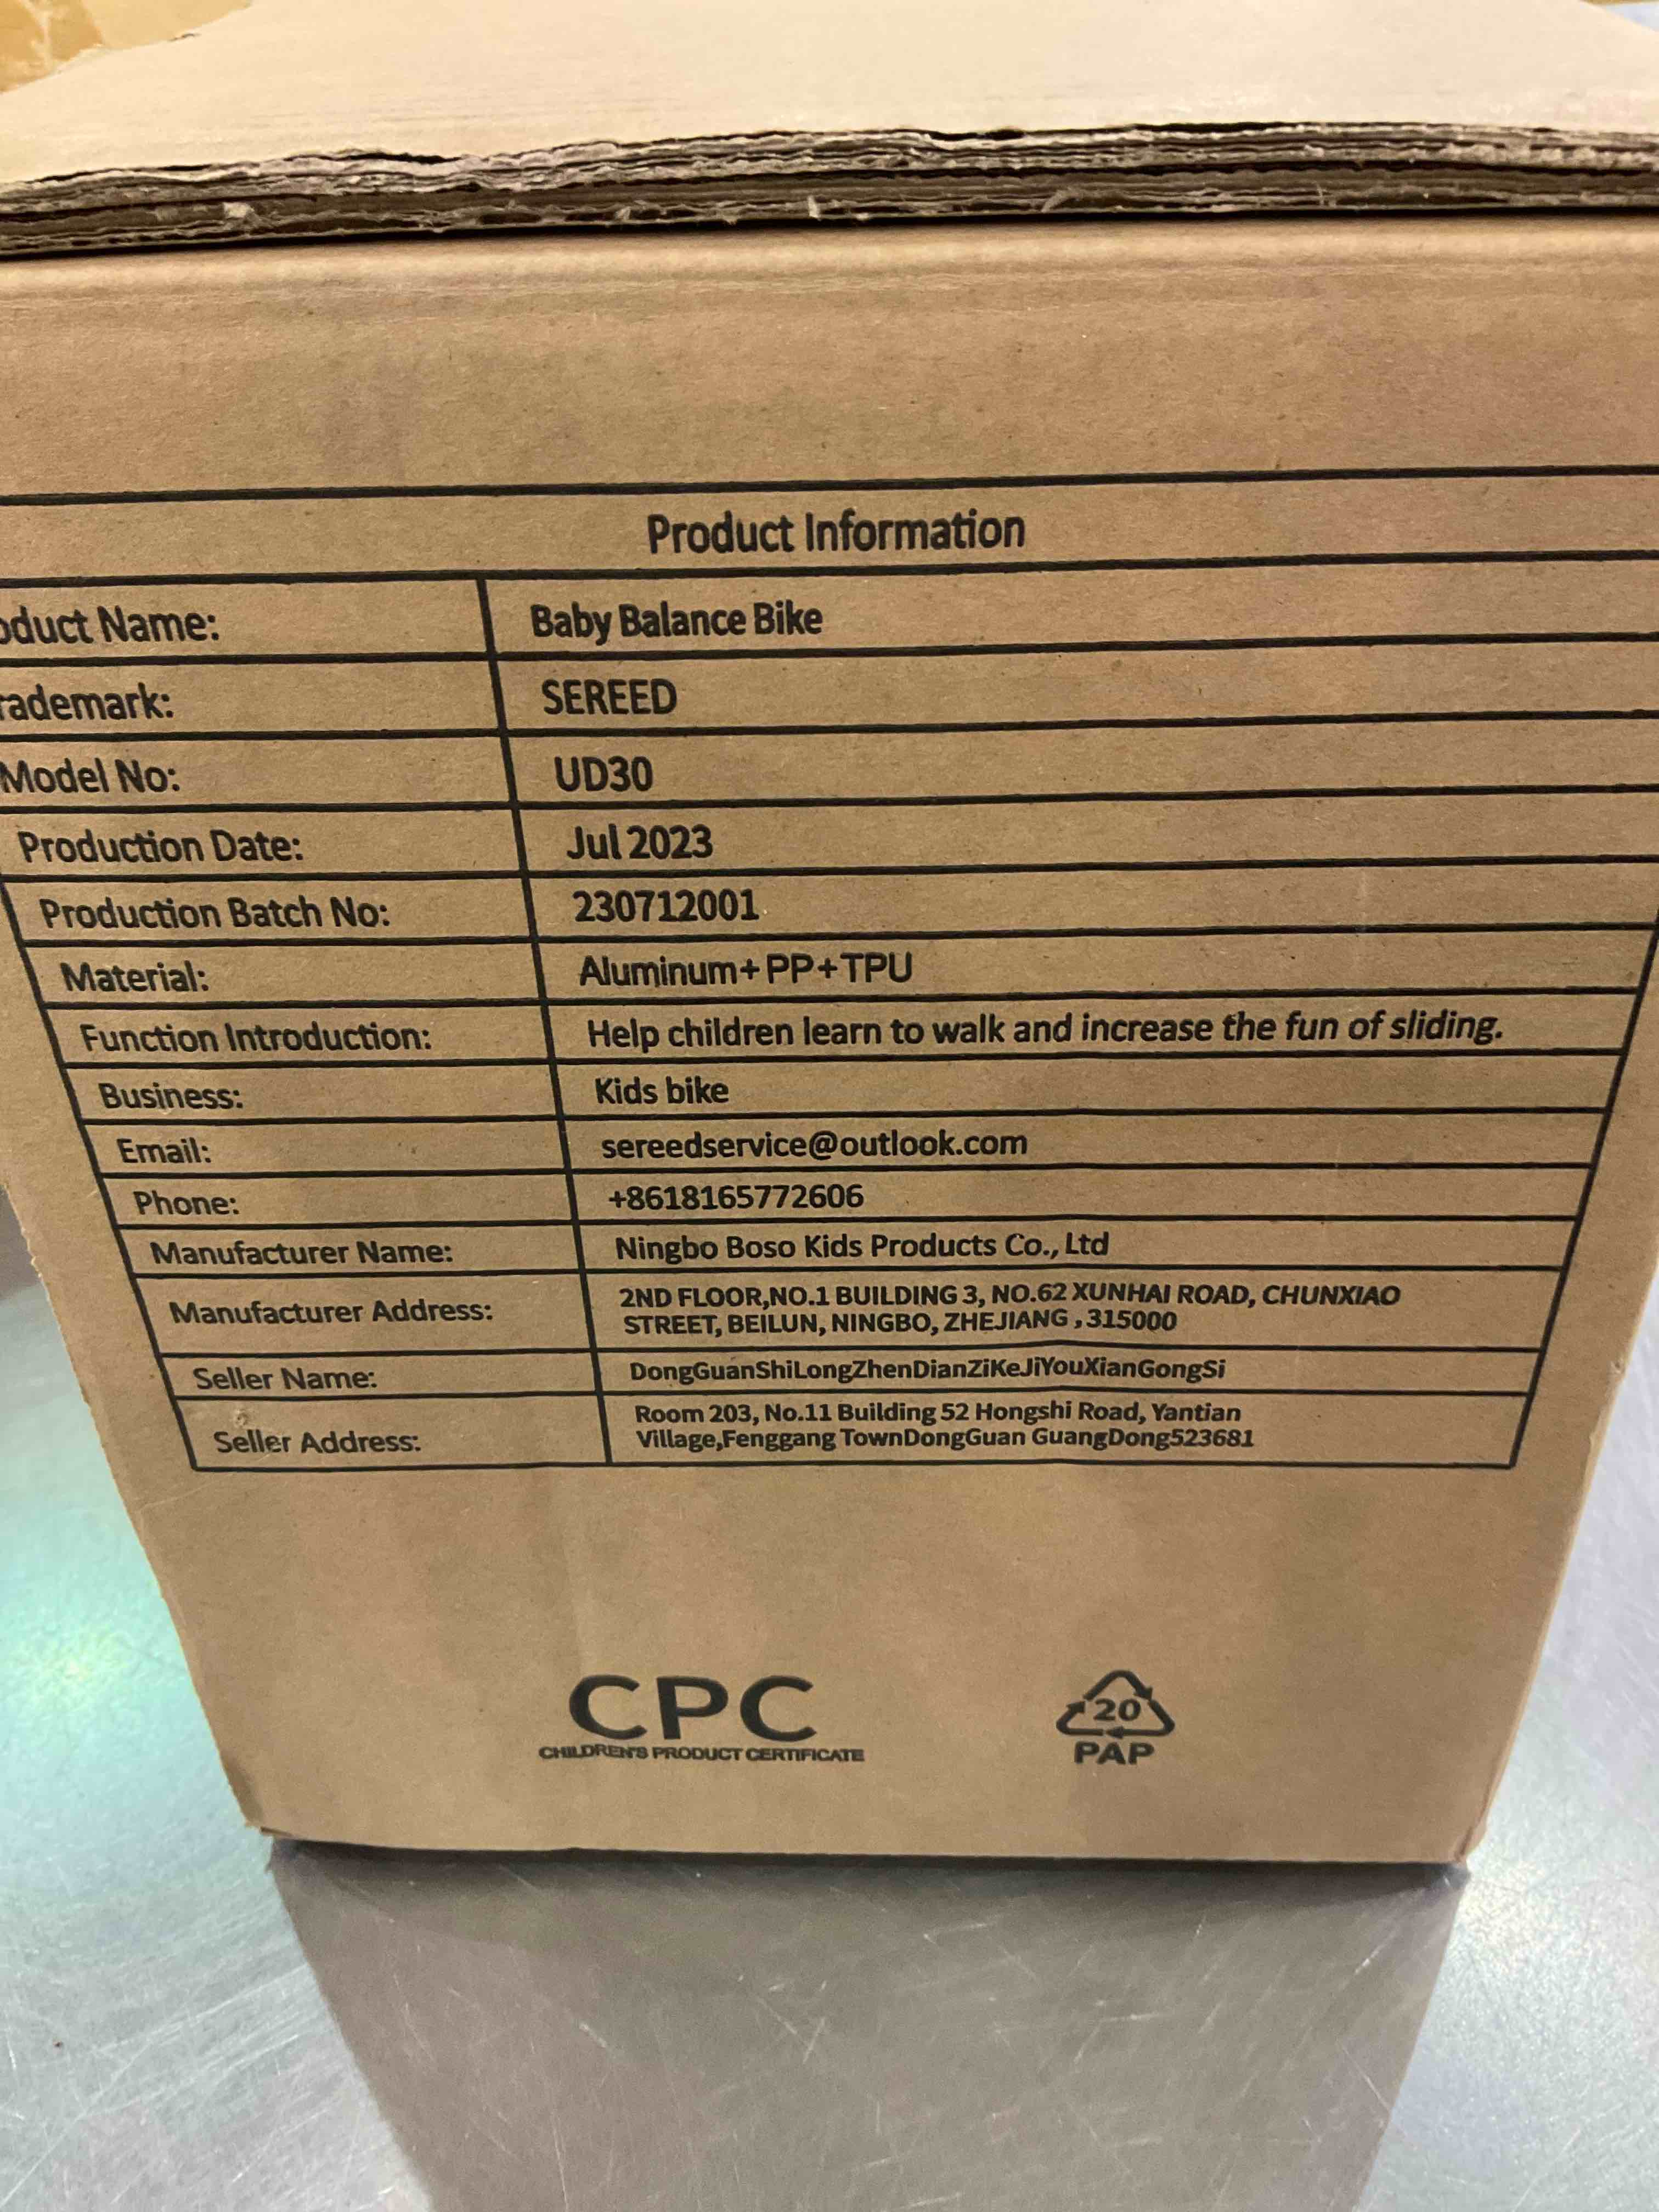 Product Information
oduct Name: Baby Balance Bike
rademark: SEREED
Model No: UD30
Production Date: Jul 2023
Production Batch No: 230712001
Material: Aluminum+PP+TPU
Function Introduction: Help children learn to walk and increase the fun of sliding.
Business: Kids bike
Email: sereedservice@outlook.com
Phone: +8618165772606
Manufacturer Name: Ningbo Boso Kids Products Co., Ltd
Manufacturer Address: 2ND FLOOR,NO.1 BUILDING 3, NO.62 XUNHAI ROAD, CHUNXIAO
STREET, BEILUN, NINGBO, ZHEJIANG , 315000
Seller Name: DongGuanShiLongZhenDianZiKeJiYouXianGongSi
Seller Address: Room 203, No.11 Building 52 Hongshi Road, Yantian
Village,Fenggang TownDongGuan GuangDong523681
CPC
CHILDREN'S PRODUCT CERTIFICATE
20
PAP